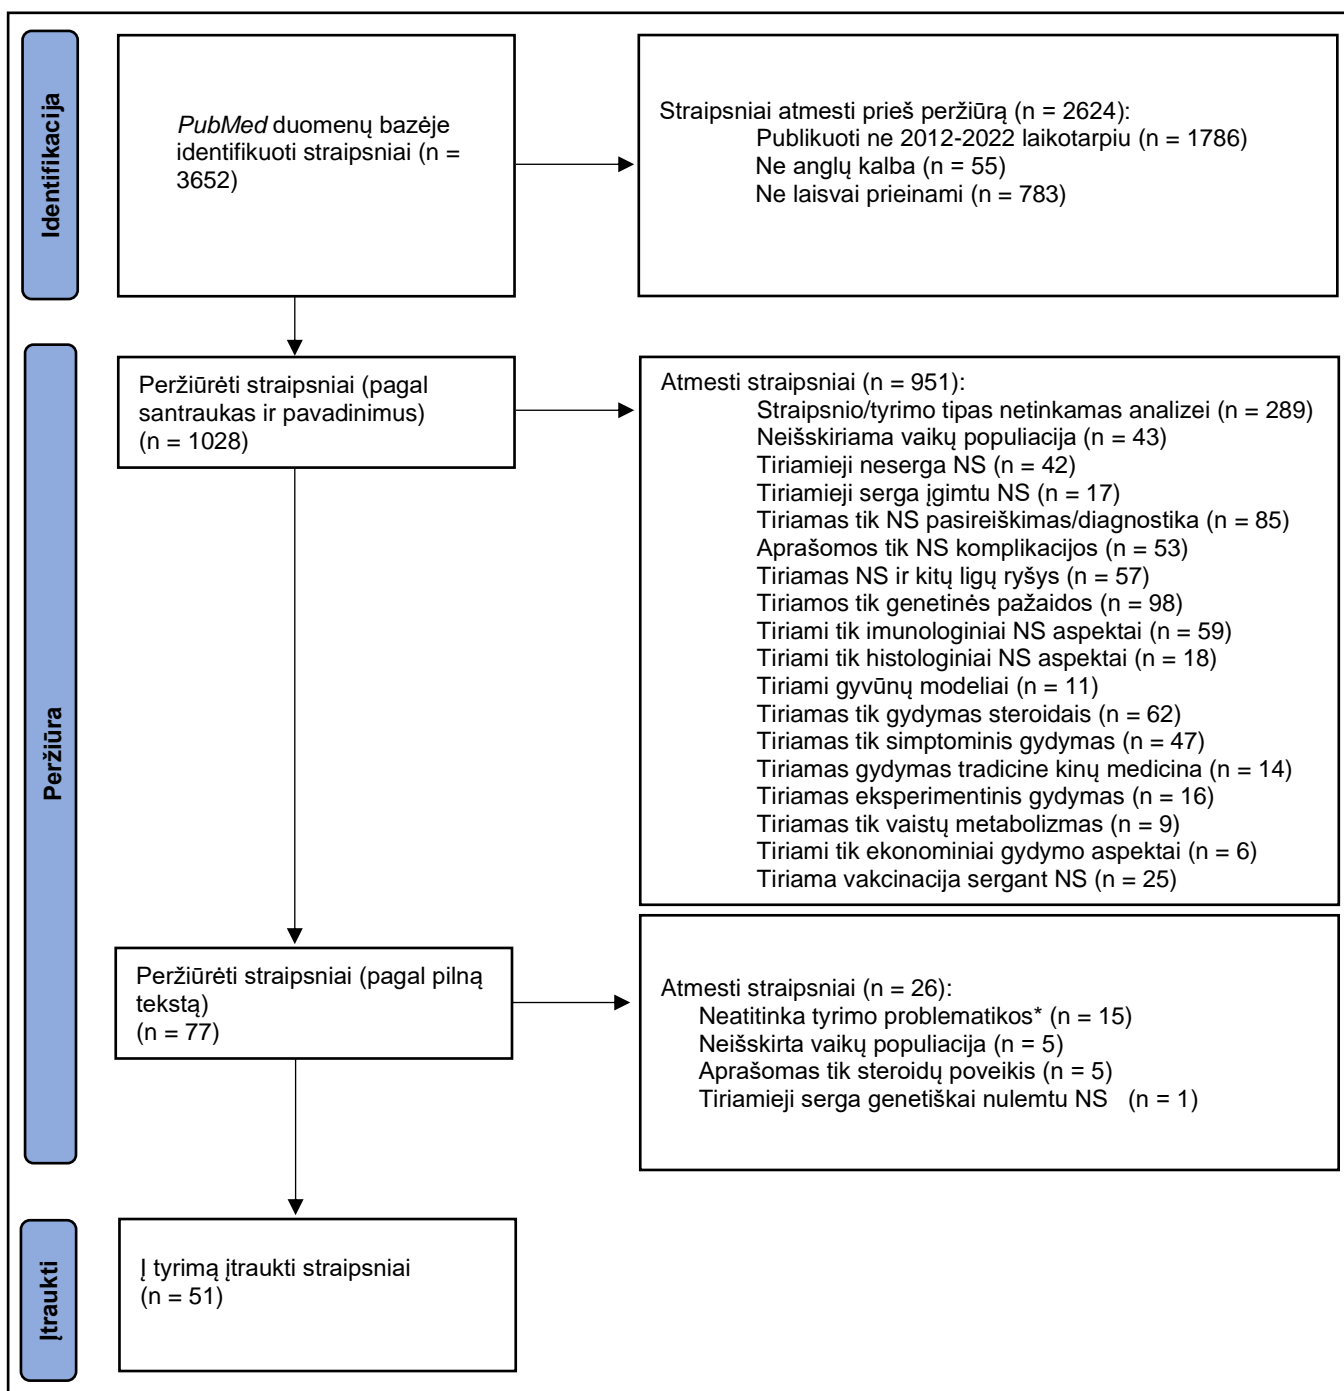 Identifikacija
PubMed duomenų bazėje
identifikuoti straipsniai (n =
3652)
Straipsniai atmesti prieš peržiūrą (n = 2624):
Publikuoti ne 2012-2022 laikotarpiu (n = 1786)
Ne anglų kalba (n = 55)
Ne laisvai prieinami (n = 783)
Peržiūra
Peržiūrėti straipsniai (pagal
santraukas ir pavadinimus)
(n = 1028)
Atmesti straipsniai (n = 951):
Straipsnio/tyrimo tipas netinkamas analizei (n = 289)
Neišskiriama vaikų populiacija (n = 43)
Tiriamieji neserga NS (n = 42)
Tiriamieji serga įgimtu NS (n = 17)
Tiriamas tik NS pasireiškimas/diagnostika (n = 85)
Aprašomos tik NS komplikacijos (n = 53)
Tiriamas NS ir kitų ligų ryšys (n = 57)
Tiriamos tik genetinės pažaidos (n = 98)
Tiriami tik imunologiniai NS aspektai (n = 59)
Tiriami tik histologiniai NS aspektai (n = 18)
Tiriami gyvūnų modeliai (n = 11)
Tiriamas tik gydymas steroidais (n = 62)
Tiriamas tik simptominis gydymas (n = 47)
Tiriamas gydymas tradicine kinų medicina (n = 14)
Tiriamas eksperimentinis gydymas (n = 16)
Tiriamas tik vaistų metabolizmas (n = 9)
Tiriami tik ekonominiai gydymo aspektai (n = 6)
Tiriama vakcinacija sergant NS (n = 25)
Peržiūrėti straipsniai (pagal pilną
tekstą)
(n = 77)
Atmesti straipsniai (n = 26):
Neatitinka tyrimo problematikos* (n = 15)
Neišskirta vaikų populiacija (n = 5)
Aprašomas tik steroidų poveikis (n = 5)
Tiriamieji serga genetiškai nulemtu NS (n = 1)
Įtraukti
Į tyrimą įtraukti straipsniai
(n = 51)